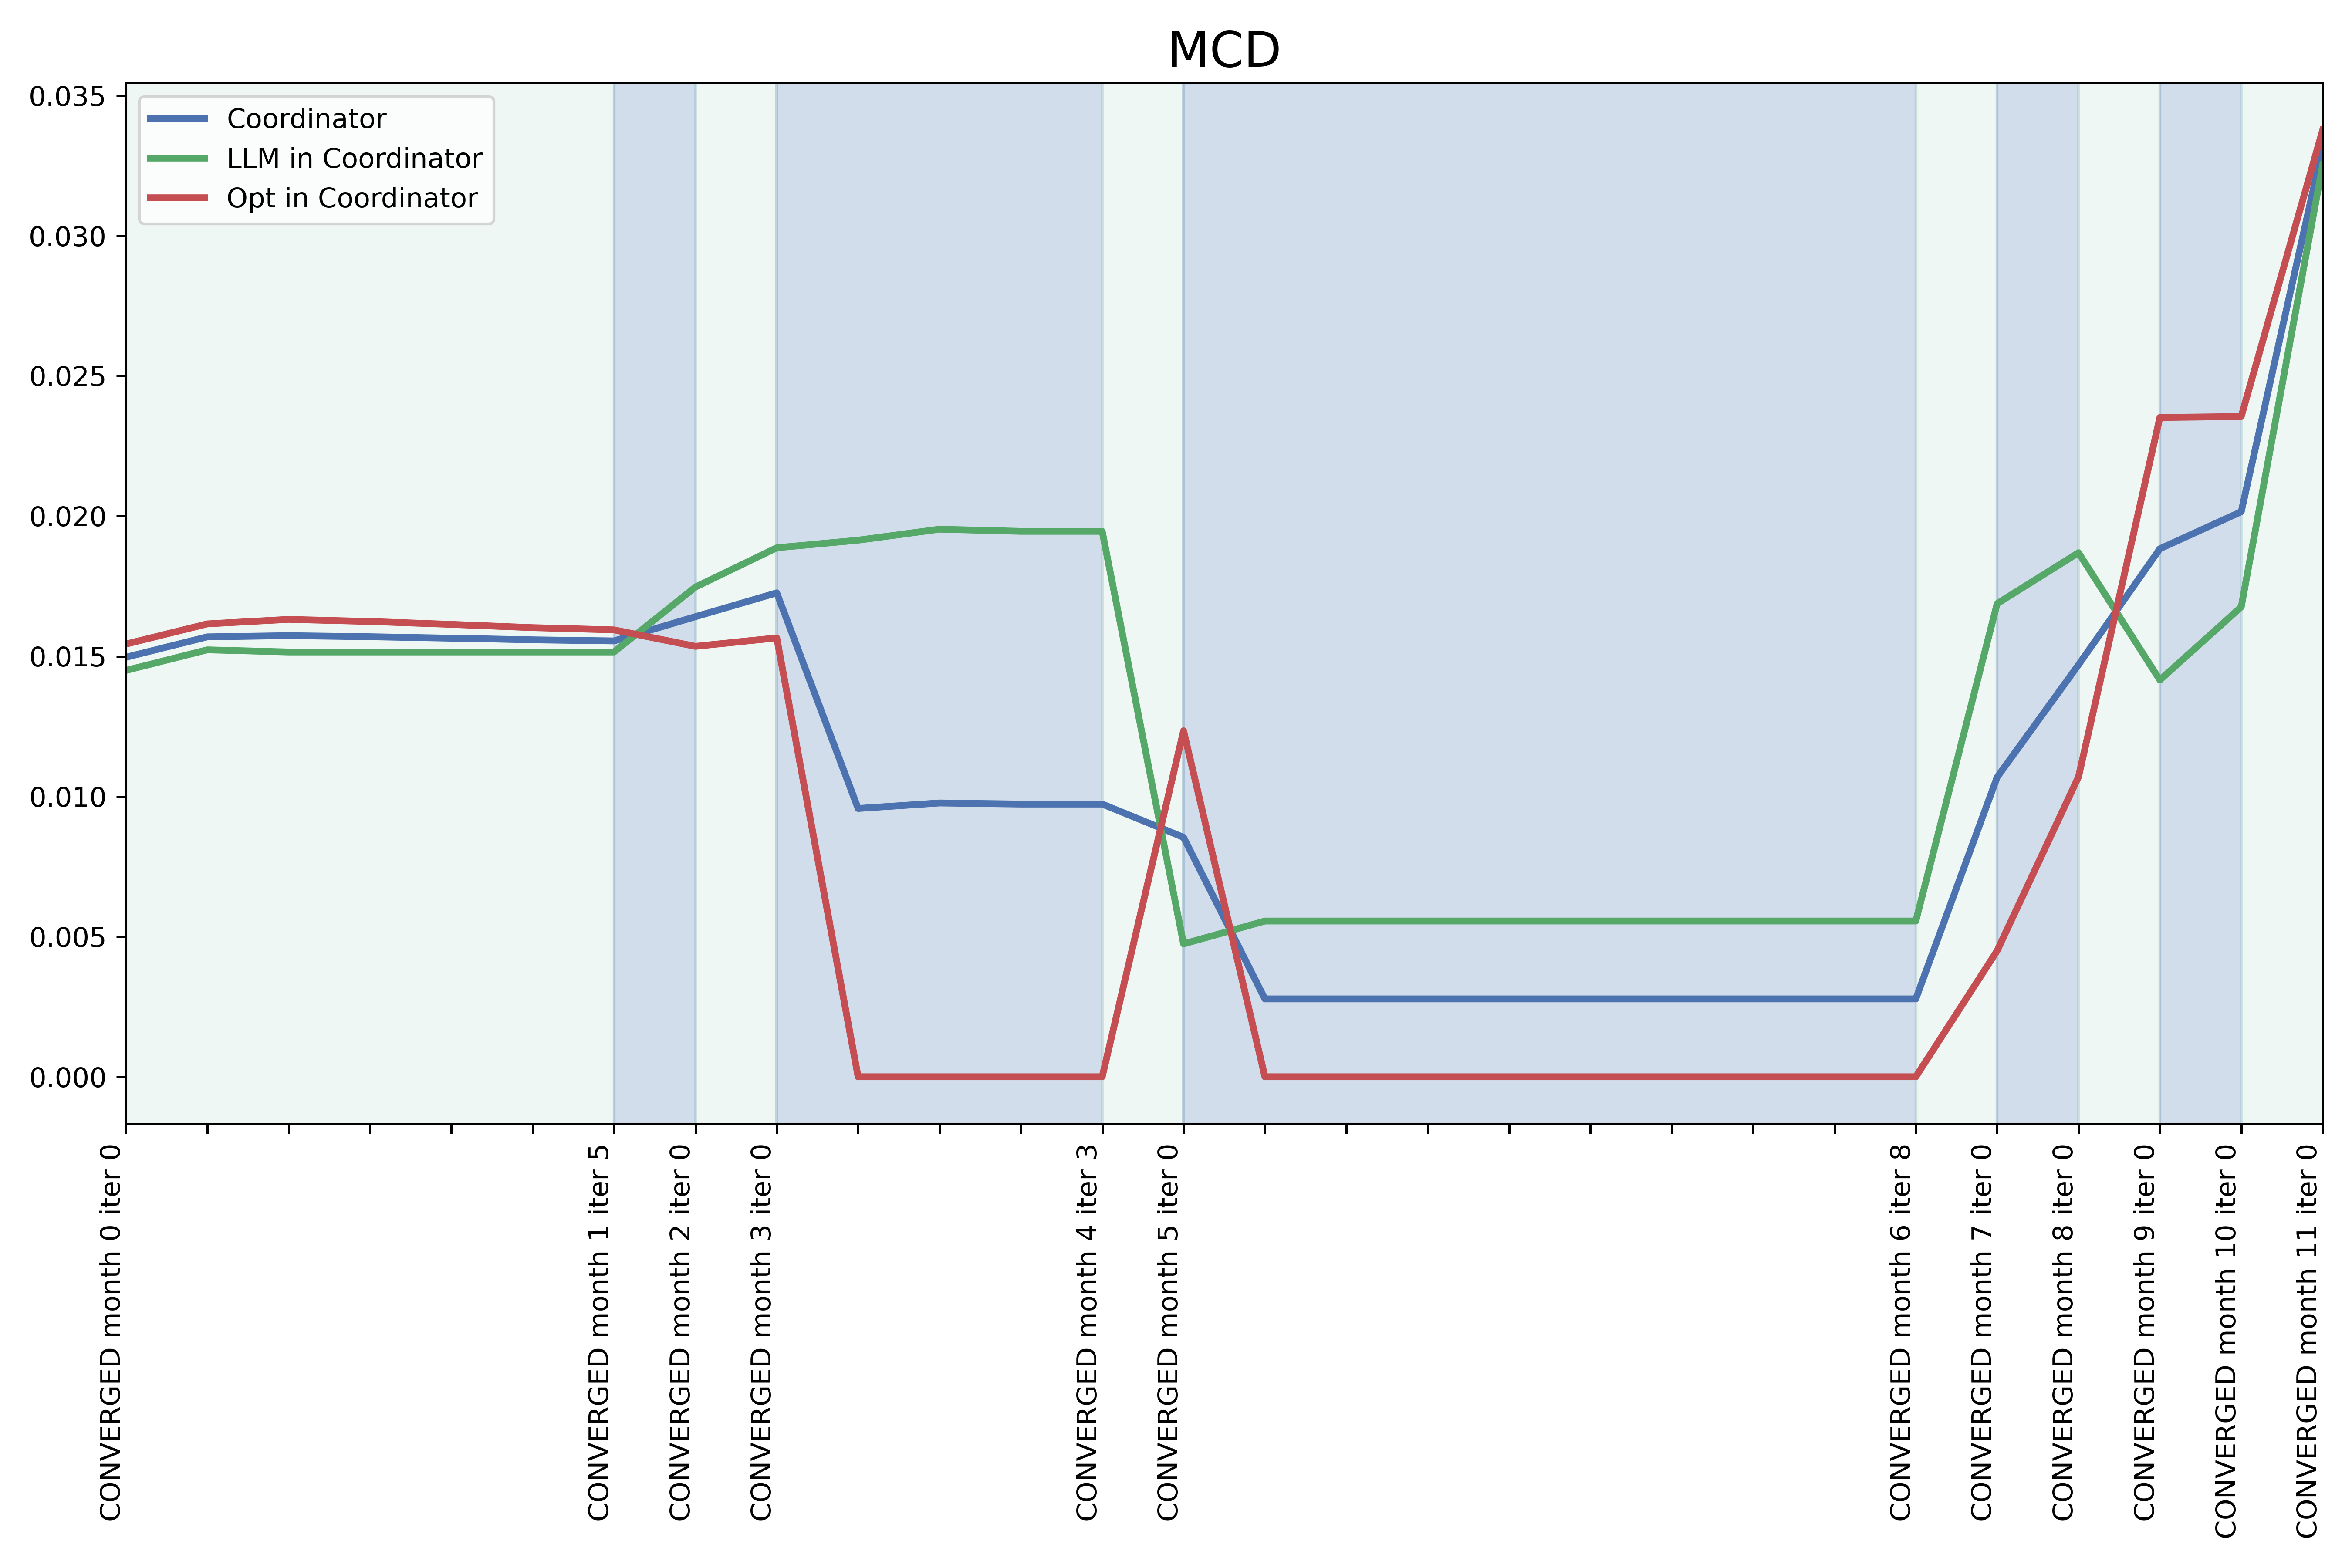 MCD
0.035
0.030
0.025
0.020
0.015
0.010
0.005
0.000
Coordinator
LLM in Coordinator
Opt in Coordinator
CONVERGED month 0 iter 0
CONVERGED month 1 iter 5
CONVERGED month 2 iter 0
CONVERGED month 3 iter 0
CONVERGED month 4 iter 3
CONVERGED month 5 iter 0
CONVERGED month 6 iter 8
CONVERGED month 7 iter 0
CONVERGED month 8 iter 0
CONVERGED month 9 iter 0
CONVERGED month 10 iter 0
CONVERGED month 11 iter 0